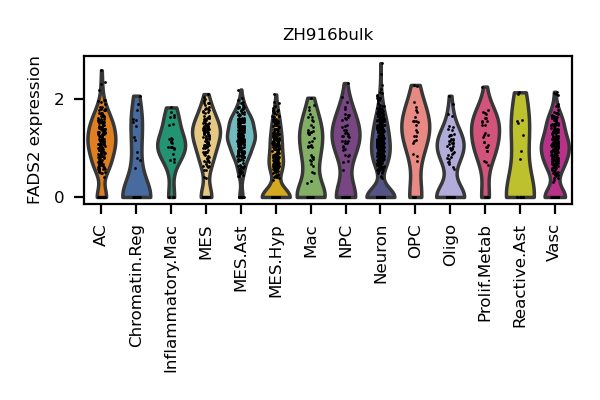 ZH916bulk
FADS2 expression
2
0
AC
Chromatin.Reg
Inflammatory.Mac
MES
MES.Ast
MES.Hyp
Mac
NPC
Neuron
OPC
Oligo
Prolif.Metab
Reactive.Ast
Vasc